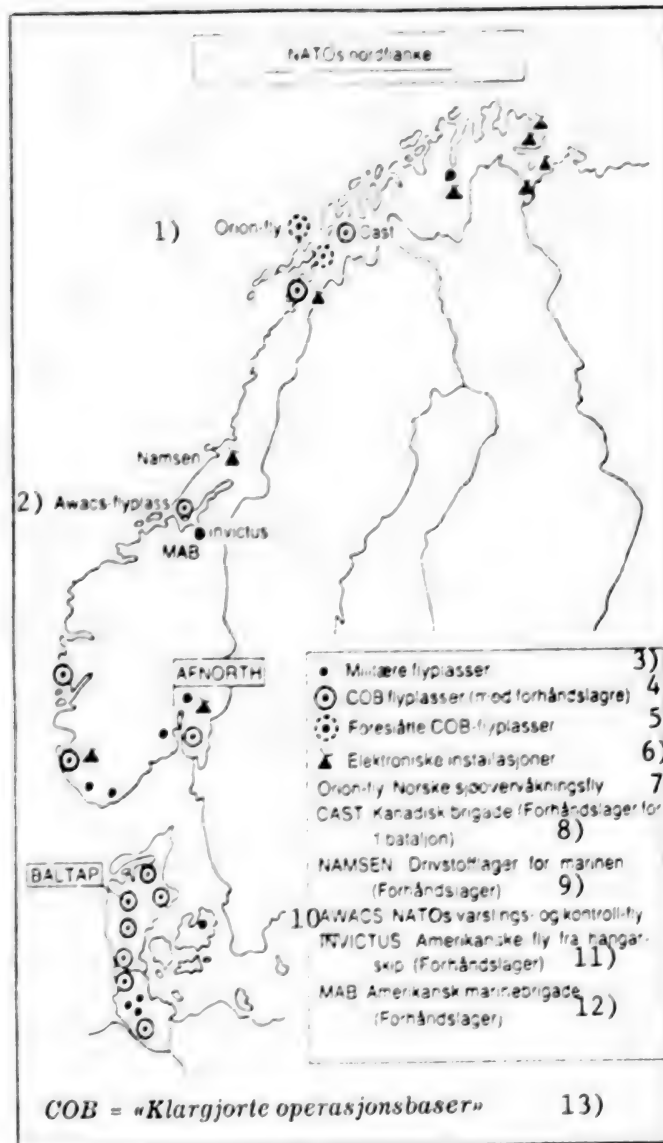 NATOs nordflanke
1) Orion-fly
Cast
Namsen
2) Awacs-flyplass
invictus
MAB
AFNORTH
BALTAP
Militære flyplasser 3)
COB flyplasser (med forhåndslagre) 4
Foreslåtte COB-flyplasser 5
Elektroniske installasjoner 6)
Orion-fly Norske sjøovervåkningsfly 7
CAST Kanadisk brigade (Forhåndslager for
1 bataljon) 8)
NAMSEN Drivstofflager for marinen
(Forhåndslager) 9)
10 AWACS NATOs varslings- og kontroll-fly
INVICTUS Amerikanske fly fra hangar-
skip (Forhåndslager) 11)
MAB Amerikansk marinebrigade
(Forhåndslager) 12)
COB = «Klargjorte operasjonsbaser» 13)